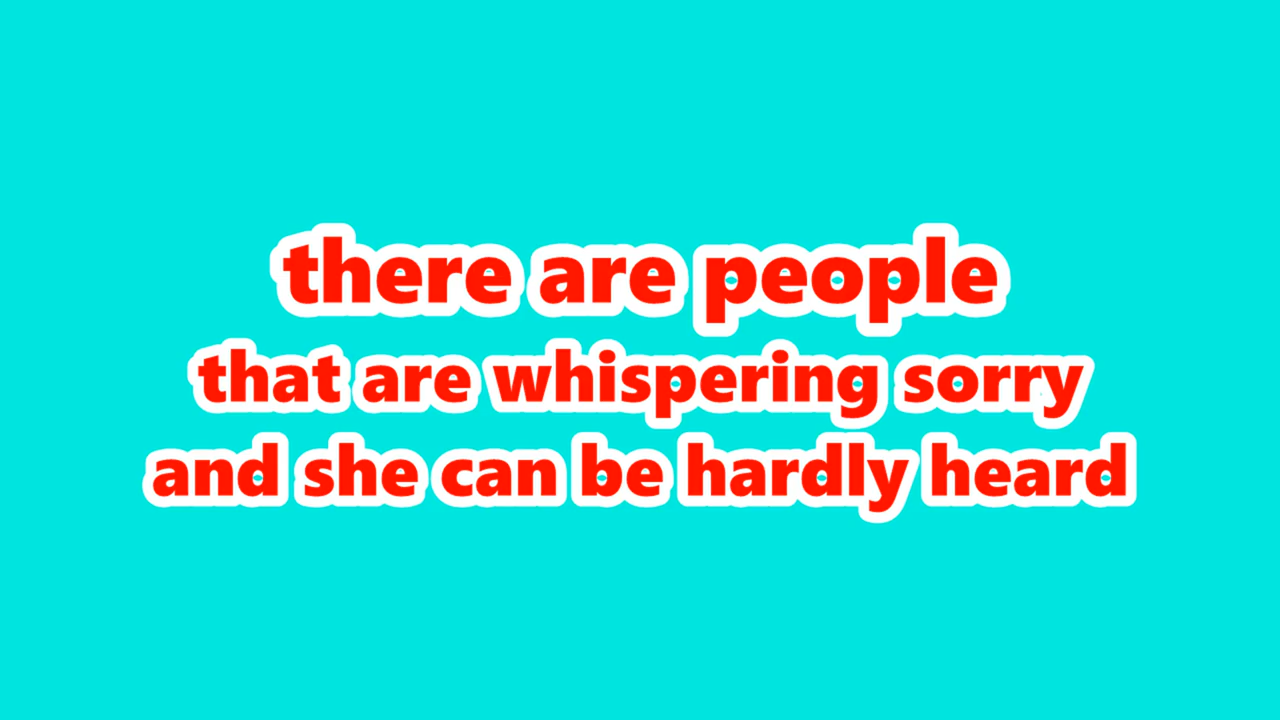 there are people
that are whispering sorry
and she can be hardly heard